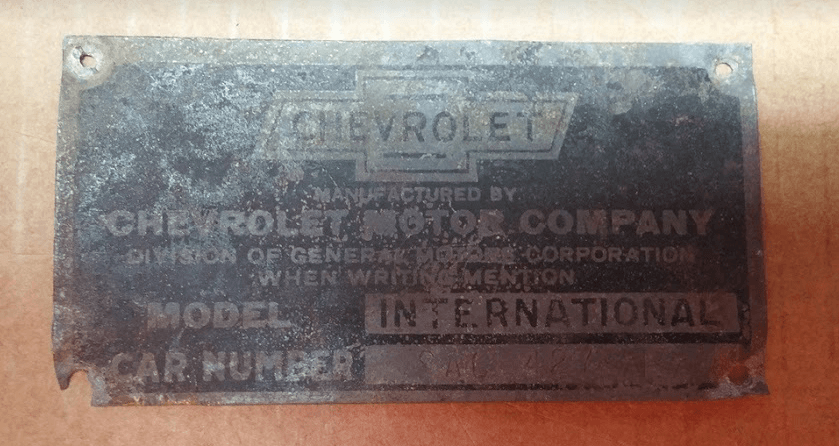 CHEVROLET
MANUFACTURED BY
CHEVROLET MOTOR COMPANY
DIVISION OF GENERAL MOTORS CORPORATION
WHEN WRITING MENTION
MODEL INTERNATIONAL
CAR NUMBER